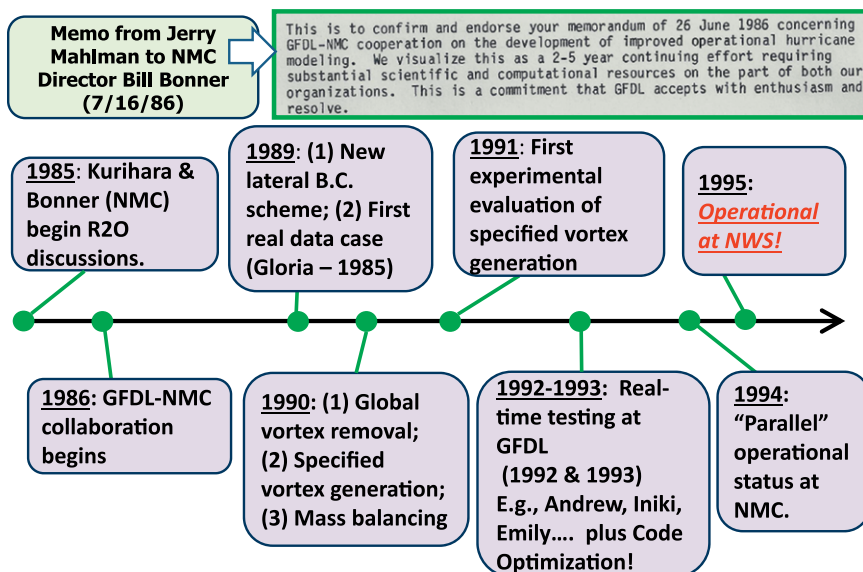 Memo from Jerry
Mahlman to NMC
Director Bill Bonner
(7/16/86)
This is to confirm and endorse your memorandum of 26 June 1986 concerning
GFDL-NMC cooperation on the development of improved operational hurricane
modeling. We visualize this as a 2-5 year continuing effort requiring
substantial scientific and computational resources on the part of both our
organizations. This is a commitment that GFDL accepts with enthusiasm and
resolve.
1985: Kurihara &
Bonner (NMC)
begin R2O
discussions.
1989: (1) New
lateral B.C.
scheme; (2) First
real data case
(Gloria – 1985)
1991: First
experimental
evaluation of
specified vortex
generation
1995:
Operational
at NWS!
1986: GFDL-NMC
collaboration
begins
1990: (1) Global
vortex removal;
(2) Specified
vortex generation;
(3) Mass balancing
1992-1993: Real-
time testing at
GFDL
(1992 & 1993)
E.g., Andrew, Iniki,
Emily…. plus Code
Optimization!
1994:
“Parallel”
operational
status at
NMC.